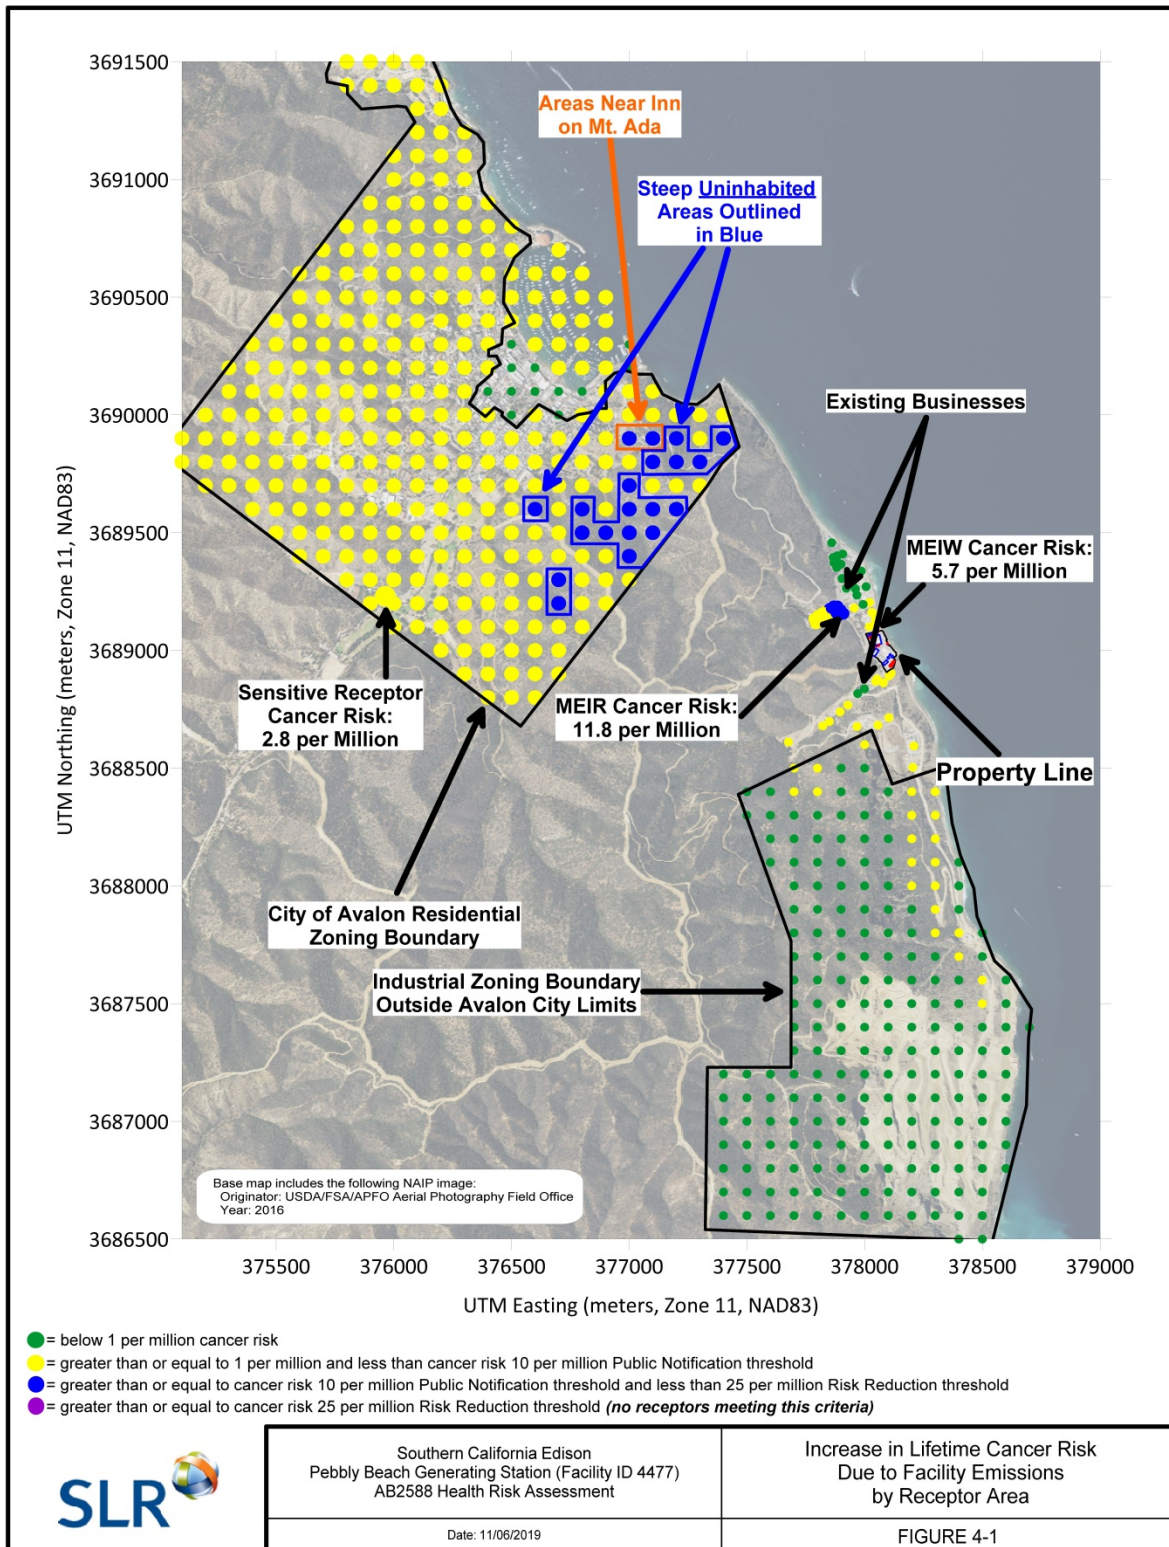 3691500
3691000
3690500
3690000
3689500
3689000
3688500
3688000
3687500
3687000
3686500
UTM Northing (meters, Zone 11, NAD83)
Areas Near Inn
on Mt. Ada
Steep Uninhabited
Areas Outlined
in Blue
Existing Businesses
MEIW Cancer Risk:
5.7 per Million
Sensitive Receptor
Cancer Risk:
2.8 per Million
MEIR Cancer Risk:
11.8 per Million
Property Line
City of Avalon Residential
Zoning Boundary
Industrial Zoning Boundary
Outside Avalon City Limits
Base map includes the following NAIP image:
Originator: USDA/FSA/APFO Aerial Photography Field Office
Year: 2016
375500 376000 376500 377000 377500 378000 378500 379000
UTM Easting (meters, Zone 11, NAD83)
= below 1 per million cancer risk
= greater than or equal to 1 per million and less than cancer risk 10 per million Public Notification threshold
= greater than or equal to cancer risk 10 per million Public Notification threshold and less than 25 per million Risk Reduction threshold
= greater than or equal to cancer risk 25 per million Risk Reduction threshold (no receptors meeting this criteria)
SLR
Southern California Edison
Pebbly Beach Generating Station (Facility ID 4477)
AB2588 Health Risk Assessment
Date: 11/06/2019
Increase in Lifetime Cancer Risk
Due to Facility Emissions
by Receptor Area
FIGURE 4-1